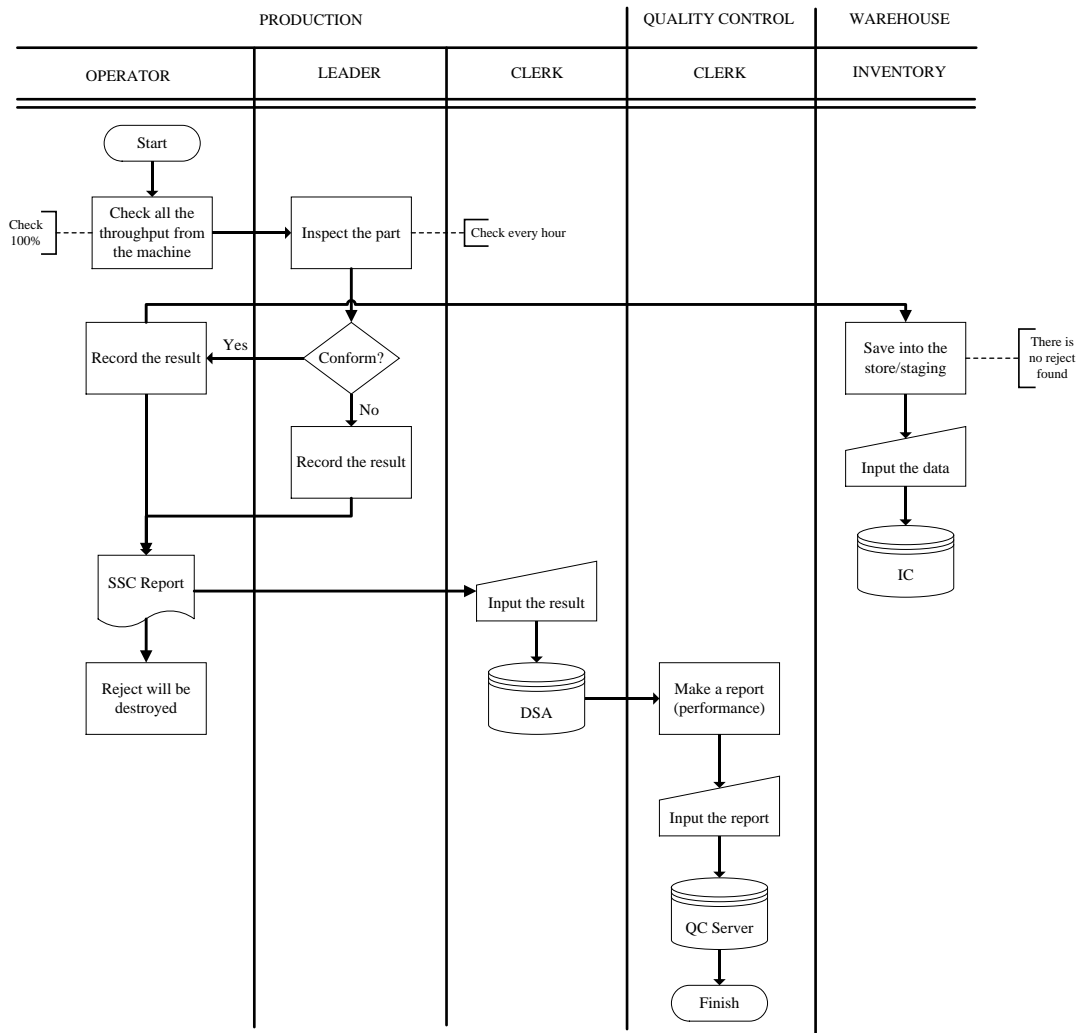 PRODUCTION
QUALITY CONTROL
WAREHOUSE
OPERATOR
LEADER
CLERK
CLERK
INVENTORY
Start
Check
100%
Check all the
throughput from
the machine
Inspect the part
Check every hour
Record the result
Yes
Conform?
No
Save into the
store/staging
There is
no reject
found
Record the result
Input the data
SSC Report
Input the result
IC
Reject will be
destroyed
DSA
Make a report
(performance)
Input the report
QC Server
Finish